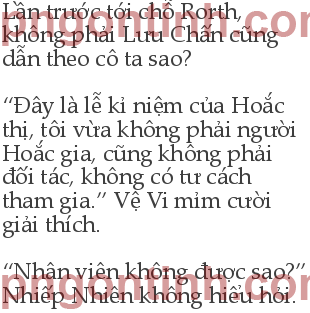 Lần trước tới chỗ Rorth,
không phải Lưu Chấn cũng
dẫn theo cô ta sao?
“Đây là lễ kỉ niệm của Hoắc
thị, tôi vừa không phải người
Hoắc gia, cũng không phải
đối tác, không có tư cách
tham gia.” Vệ Vi mỉm cười
giải thích.
“Nhân viên không được sao?”
Nhiếp Nhiên không hiểu hỏi.